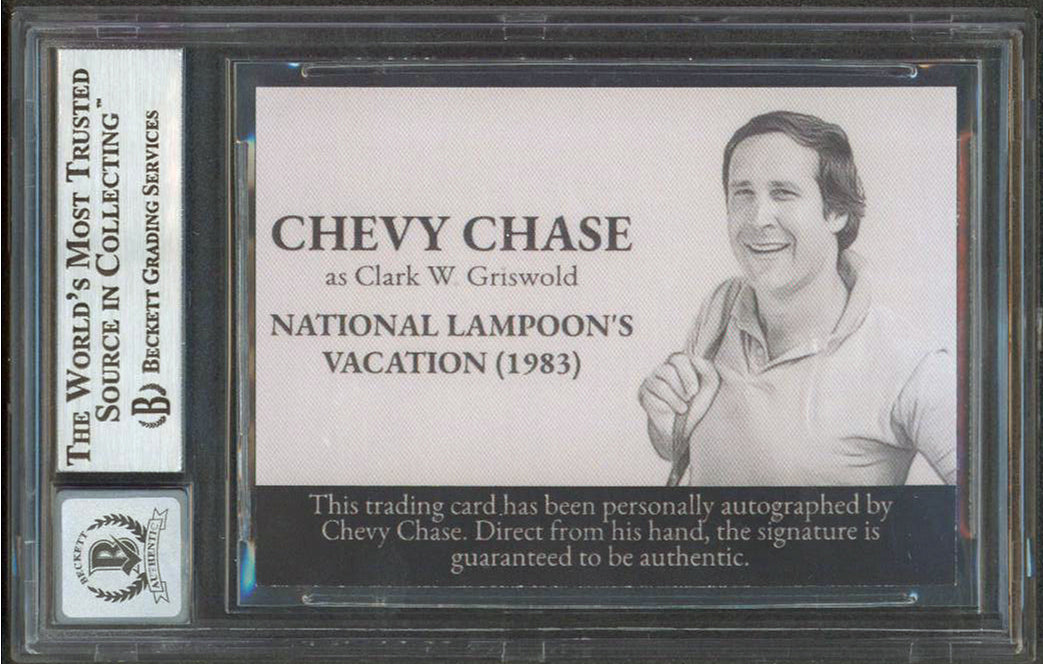 THE WORLD'S MOST TRUSTED
SOURCE IN COLLECTING™
BECKETT GRADING SERVICES
BECKETT
B
AUTHENTIC
CHEVY CHASE
as Clark W. Griswold
NATIONAL LAMPOON'S
VACATION (1983)
This trading card has been personally autographed by
Chevy Chase. Direct from his hand, the signature is
guaranteed to be authentic.